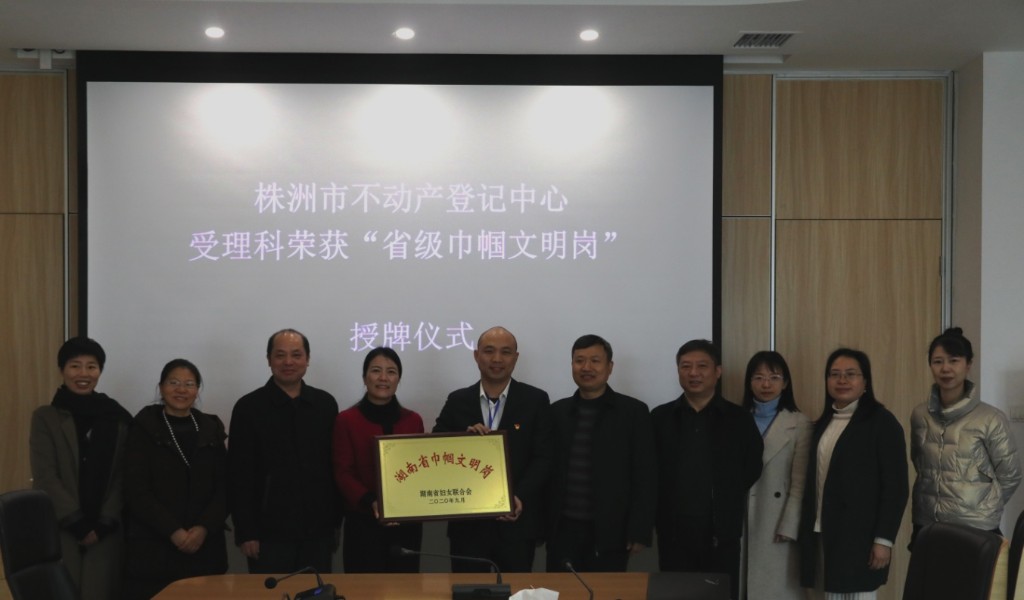 株洲市不动产登记中心
受理科荣获“省级巾帼文明岗”
授牌仪式
湖南省巾帼文明岗
湖南省妇女联合会
二〇二〇年九月